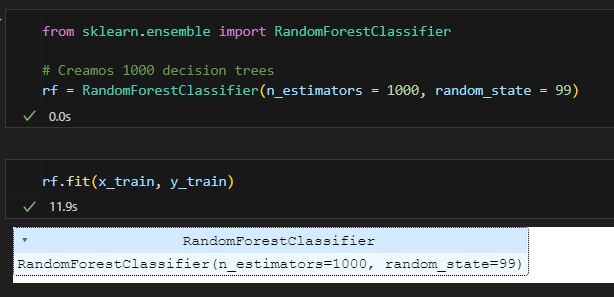 from sklearn.ensemble import RandomForestClassifier
# Creamos 1000 decision trees
rf = RandomForestClassifier(n_estimators = 1000, random_state = 99)
0.0s
rf.fit(x_train, y_train)
11.9s
RandomForestClassifier
RandomForestClassifier(n_estimators=1000, random_state=99)